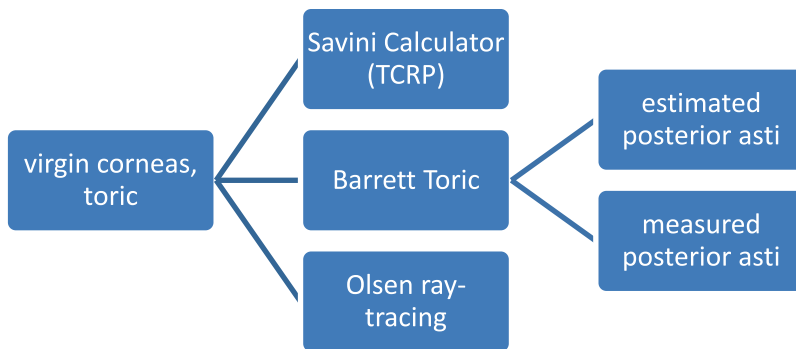 virgin corneas,
toric
Savini Calculator
(TCRP)
Barrett Toric
Olsen ray-
tracing
estimated
posterior asti
measured
posterior asti